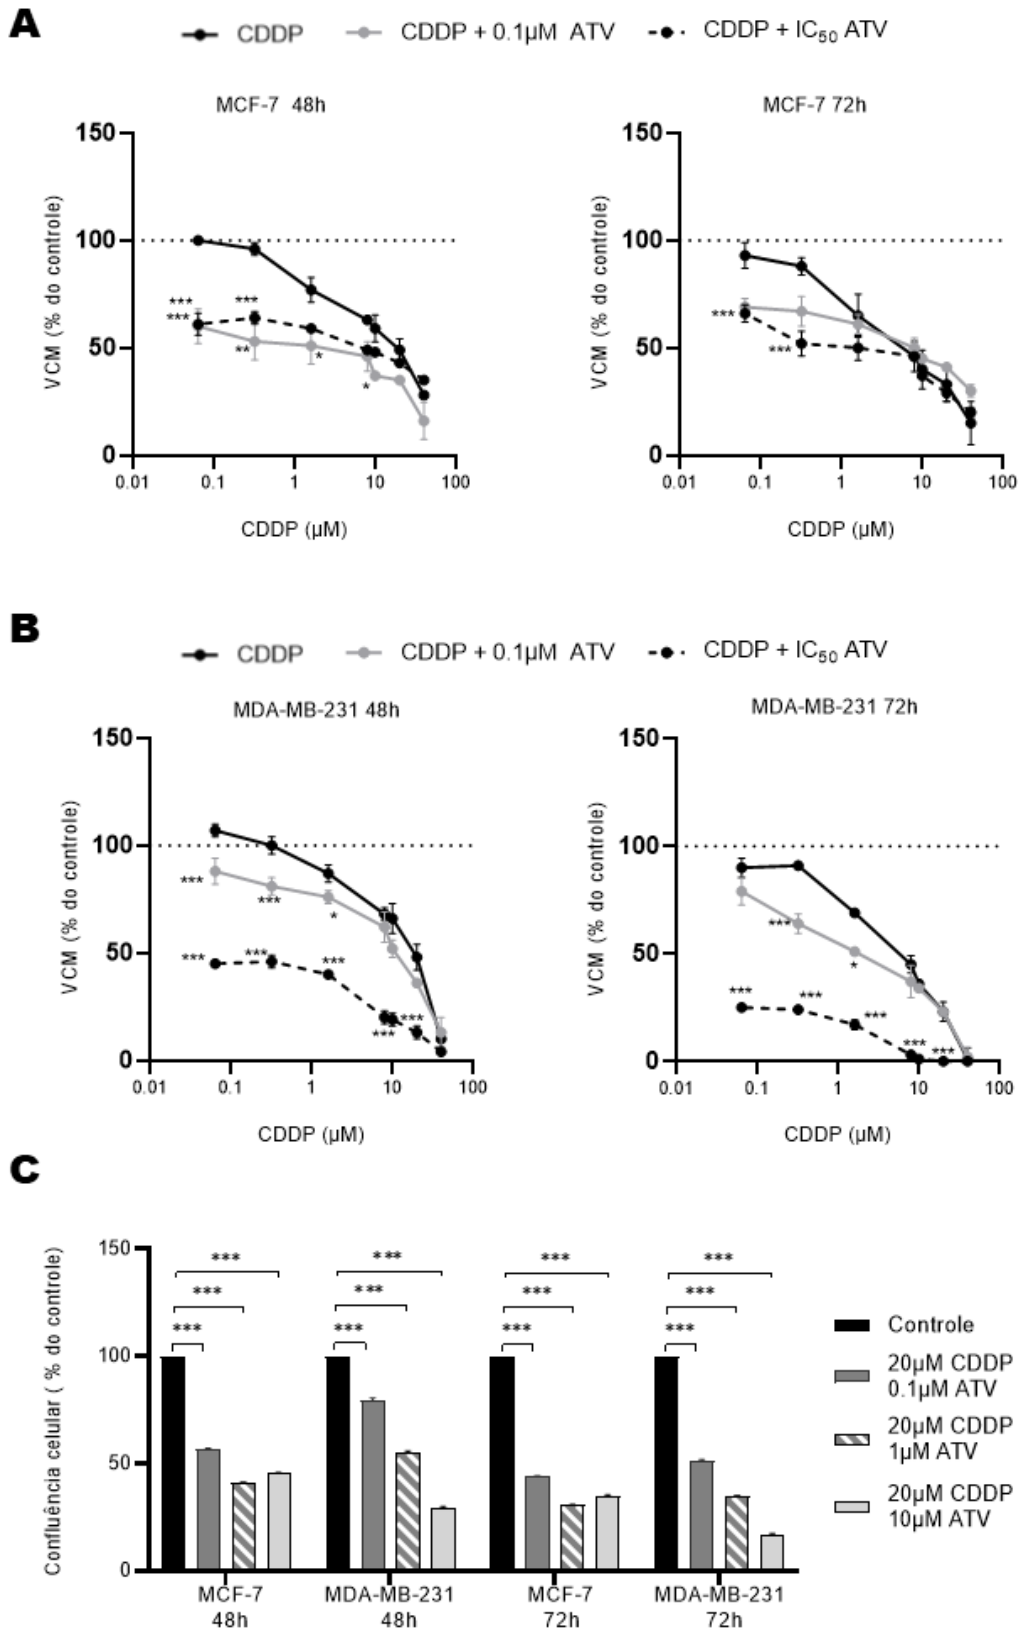 A
CDDP CDDP + 0.1µM ATV CDDP + IC50 ATV
MCF-7 48h
150
100
50
0
VCM (% do controle)
***
***
***
**
*
*
0.01 0.1 1 10 100
CDDP (µM)
MCF-7 72h
150
100
50
0
VCM (% do controle)
***
***
0.01 0.1 1 10 100
CDDP (µM)
B
CDDP CDDP + 0.1µM ATV CDDP + IC50 ATV
MDA-MB-231 48h
150
100
50
0
VCM (% do controle)
***
***
*
***
***
***
***
***
0.01 0.1 1 10 100
CDDP (µM)
MDA-MB-231 72h
150
100
50
0
VCM (% do controle)
***
*
***
***
***
***
***
0.01 0.1 1 10 100
CDDP (µM)
C
150
100
50
0
Confluência celular ( % do controle)
*** *** *** ***
*** *** *** ***
*** *** *** ***
MCF-7 MDA-MB-231 MCF-7 MDA-MB-231
48h 48h 72h 72h
Controle
20µM CDDP
0.1µM ATV
20µM CDDP
1µM ATV
20µM CDDP
10µM ATV